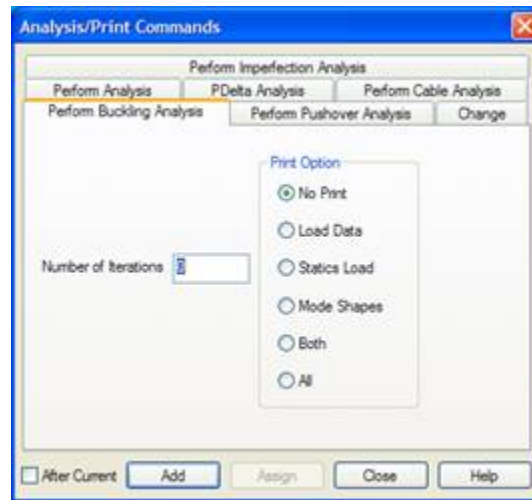 Analysis/Print Commands
Perform Imperfection Analysis
Perform Analysis PDelta Analysis Perform Cable Analysis
Perform Buckling Analysis Perform Pushover Analysis Change
Print Option
No Print
Load Data
Number of Iterations
Statics Load
Mode Shapes
Both
All
After Current Add Assign Close Help